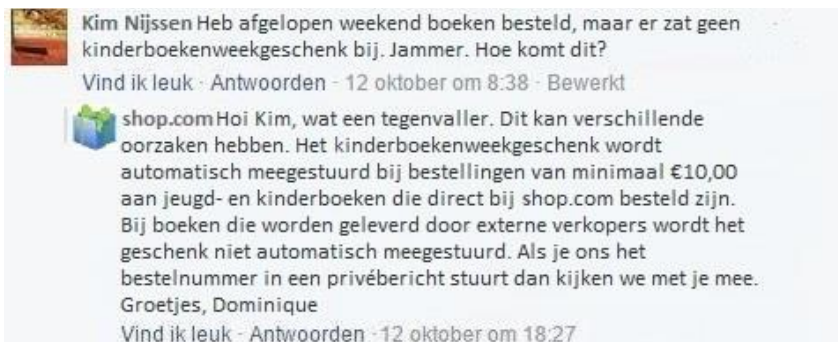 Kim Nijssen Heb afgelopen weekend boeken besteld, maar er zat geen
kinderboekenweekgeschenk bij. Jammer. Hoe komt dit?
Vind ik leuk · Antwoorden · 12 oktober om 8:38 · Bewerkt
shop.com Hoi Kim, wat een tegenvaller. Dit kan verschillende
oorzaken hebben. Het kinderboekenweekgeschenk wordt
automatisch meegestuurd bij bestellingen van minimaal €10,00
aan jeugd- en kinderboeken die direct bij shop.com besteld zijn.
Bij boeken die worden geleverd door externe verkopers wordt het
geschenk niet automatisch meegestuurd. Als je ons het
bestelnummer in een privébericht stuurt dan kijken we met je mee.
Groetjes, Dominique
Vind ik leuk · Antwoorden · 12 oktober om 18:27